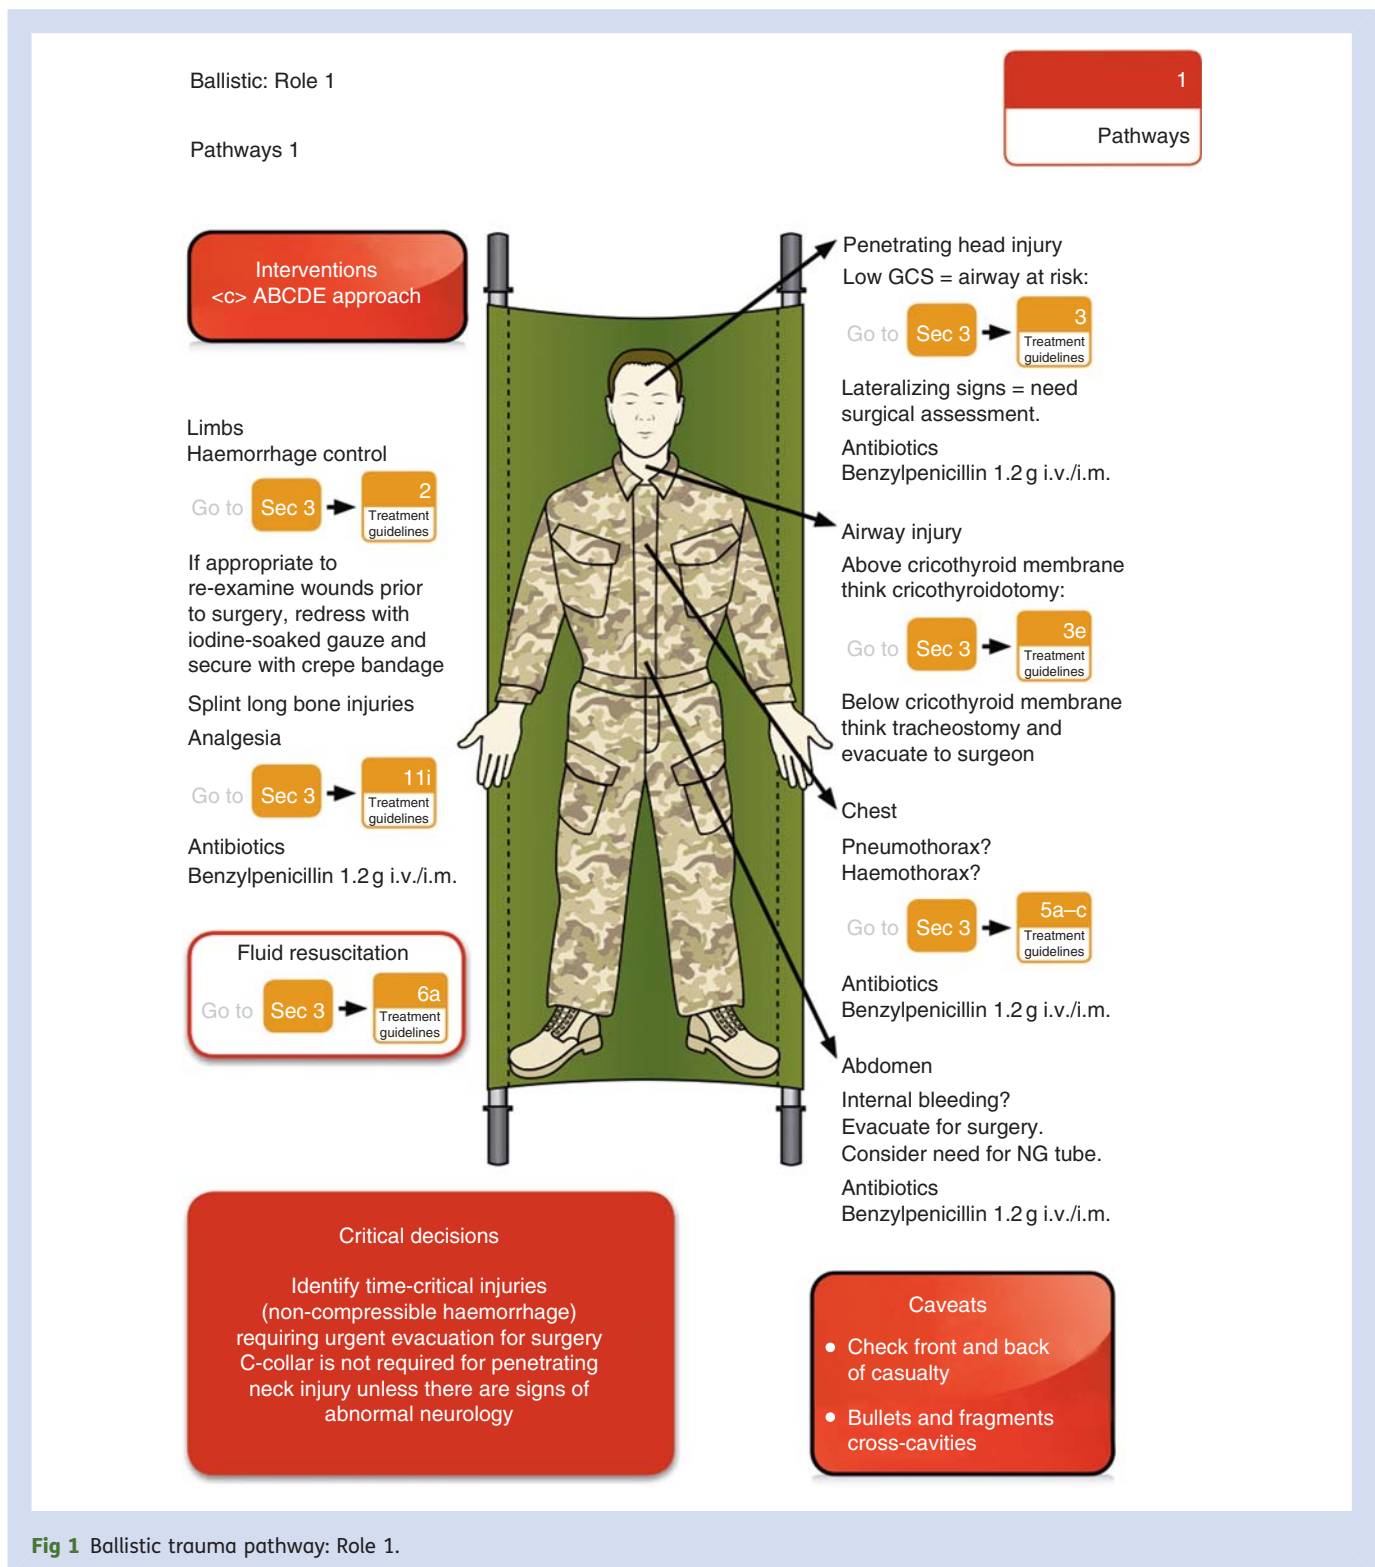 Ballistic: Role 1
Pathways 1
1
Pathways
Interventions
<c> ABCDE approach
Limbs
Haemorrhage control
Go to Sec 3 2
Treatment
guidelines
If appropriate to
re-examine wounds prior
to surgery, redress with
iodine-soaked gauze and
secure with crepe bandage
Splint long bone injuries
Analgesia
Go to Sec 3 11i
Treatment
guidelines
Antibiotics
Benzylpenicillin 1.2 g i.v./i.m.
Fluid resuscitation
Go to Sec 3 6a
Treatment
guidelines
Penetrating head injury
Low GCS = airway at risk:
Go to Sec 3 3
Treatment
guidelines
Lateralizing signs = need
surgical assessment.
Antibiotics
Benzylpenicillin 1.2 g i.v./i.m.
Airway injury
Above cricothyroid membrane
think cricothyroidotomy:
Go to Sec 3 3e
Treatment
guidelines
Below cricothyroid membrane
think tracheostomy and
evacuate to surgeon
Chest
Pneumothorax?
Haemothorax?
Go to Sec 3 5a–c
Treatment
guidelines
Antibiotics
Benzylpenicillin 1.2 g i.v./i.m.
Abdomen
Internal bleeding?
Evacuate for surgery.
Consider need for NG tube.
Antibiotics
Benzylpenicillin 1.2 g i.v./i.m.
Critical decisions
Identify time-critical injuries
(non-compressible haemorrhage)
requiring urgent evacuation for surgery
C-collar is not required for penetrating
neck injury unless there are signs of
abnormal neurology
Caveats
• Check front and back
of casualty
• Bullets and fragments
cross-cavities
Fig 1 Ballistic trauma pathway: Role 1.